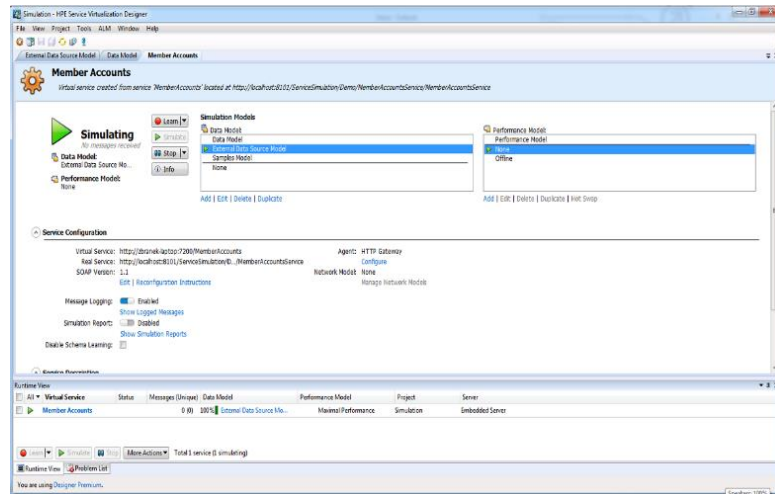 Simulation - HPE Service Virtualization Designer
File View Project Tools ALM Window Help
External Data Source Model Data Model Member Accounts
Member Accounts
Virtual service created from service 'MemberAccounts' located at http://localhost:8101/ServiceSimulation/Demo/MemberAccountsService/MemberAccountsService
Simulating
No messages received
Data Model:
External Data Source Mo...
Performance Model:
None
Learn
Simulate
Stop
Info
Simulation Models
Data Model:
Data Model
External Data Source Model
Samples Model
None
Add | Edit | Delete | Duplicate
Performance Model:
Performance Model
None
Offline
Add | Edit | Delete | Duplicate | Hot Swap
Service Configuration
Virtual Service: http://zbranek-laptop:7200/MemberAccounts
Real Service: http://localhost:8101/ServiceSimulation/D.../MemberAccountsService
SOAP Version: 1.1
Edit | Reconfiguration Instructions
Agent: HTTP Gateway
Configure
Network Model: None
Manage Network Models
Message Logging: Enabled
Show Logged Messages
Simulation Report: Disabled
Show Simulation Reports
Disable Schema Learning:
Service Description
Runtime View
All Virtual Service Status Messages (Unique) Data Model Performance Model Project Server
Member Accounts 0 (0) 100% External Data Source Mo... Maximal Performance Simulation Embedded Server
Learn Simulate Stop More Actions Total 1 service (1 simulating)
Runtime View Problem List
You are using Designer Premium.